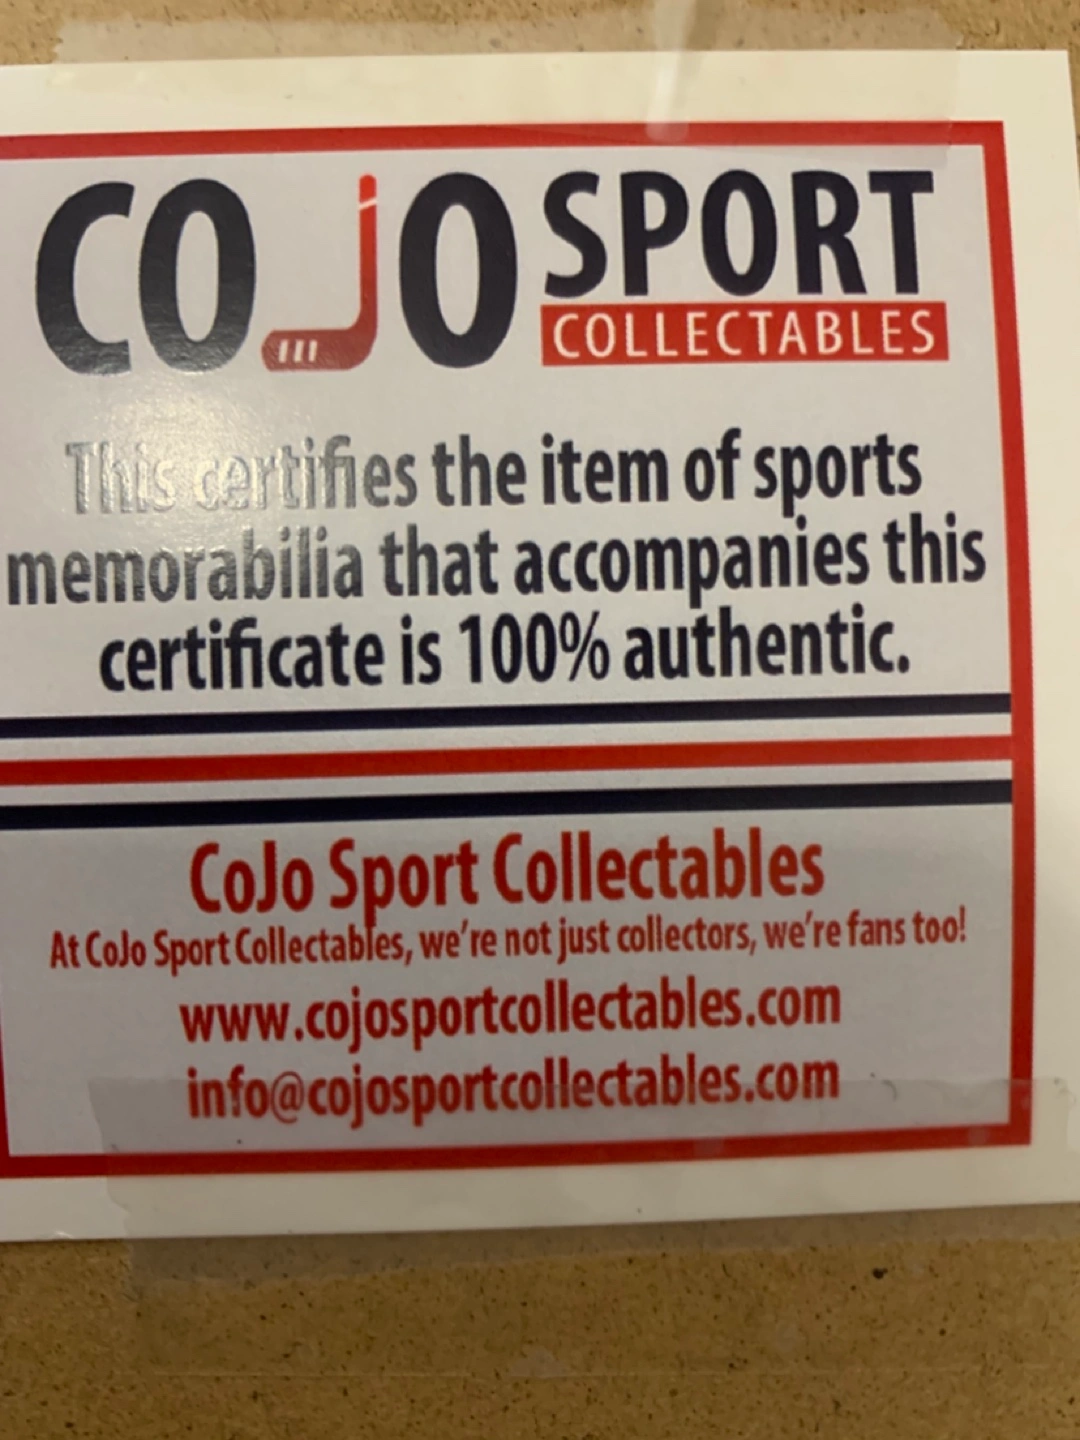 COJO SPORT
COLLECTABLES
This certifies the item of sports
memorabilia that accompanies this
certificate is 100% authentic.
CoJo Sport Collectables
At CoJo Sport Collectables, we're not just collectors, we're fans too!
www.cojosportcollectables.com
info@cojosportcollectables.com